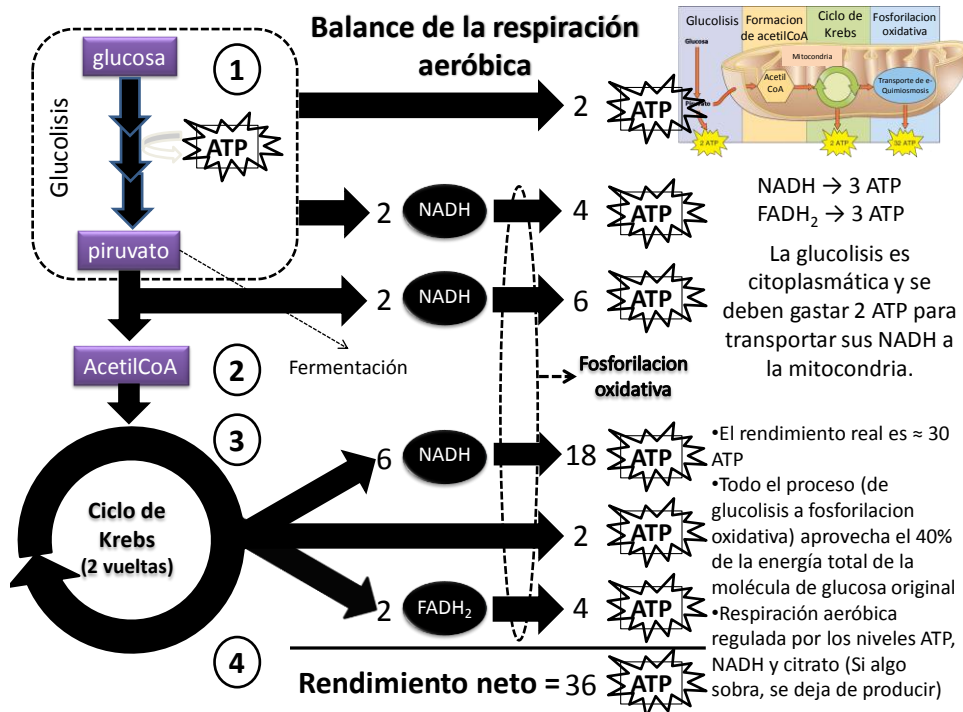 Balance de la respiración
aeróbica
Glucolisis
glucosa
1
ATP
piruvato
2
ATP
2
NADH
4
ATP
2
NADH
6
ATP
Fermentación
AcetilCoA
2
Fosforilacion
oxidativa
3
Ciclo de
Krebs
(2 vueltas)
6
NADH
18
ATP
2
ATP
2
FADH₂
4
ATP
4
Rendimiento neto = 36
ATP
Glucolisis
Formacion
de acetilCoA
Ciclo de
Krebs
Fosforilación
oxidativa
Glucosa
Mitocondria
Piruvato
Acetil
CoA
Transporte de e-
Quimiosmosis
2 ATP
2 ATP
32 ATP
NADH → 3 ATP
FADH₂ → 3 ATP
La glucolisis es
citoplasmática y se
deben gastar 2 ATP para
transportar sus NADH a
la mitocondria.
•El rendimiento real es ≈ 30
ATP
•Todo el proceso (de
glucolisis a fosforilacion
oxidativa) aprovecha el 40%
de la energía total de la
molécula de glucosa original
•Respiración aeróbica
regulada por los niveles ATP,
NADH y citrato (Si algo
sobra, se deja de producir)